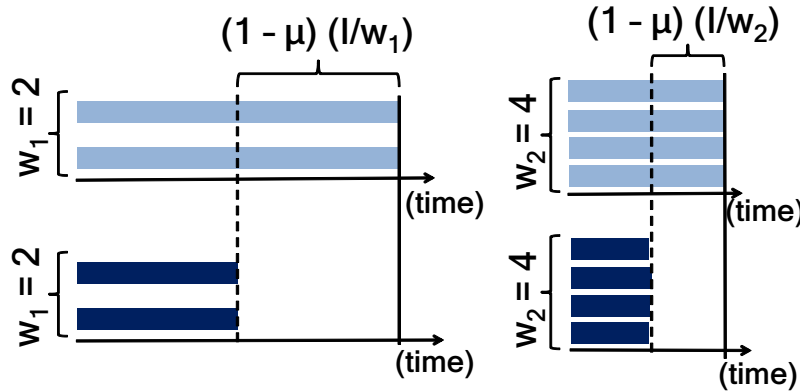 (1 - μ) (l/w₁)
w₁ = 2
(time)
w₁ = 2
(time)
(1 - μ) (l/w₂)
w₂ = 4
(time)
w₂ = 4
(time)